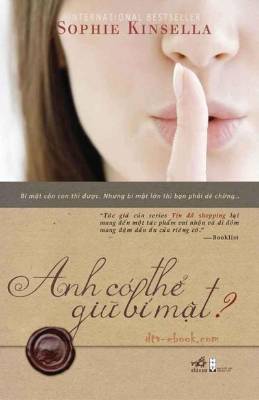 INTERNATIONAL BESTSELLER
SOPHIE KINSELLA
Bí mật cỏn con thì được. Nhưng bí mật lớn thì bạn phải dè chừng...
"Tác giả của series Tín đồ shopping lại
mang đến một tác phẩm vui nhộn và dí dỏm
mang đậm dấu ấn của riêng cô."
—Booklist
Anh có thể
giữ bí mật?
dtv-ebook.com